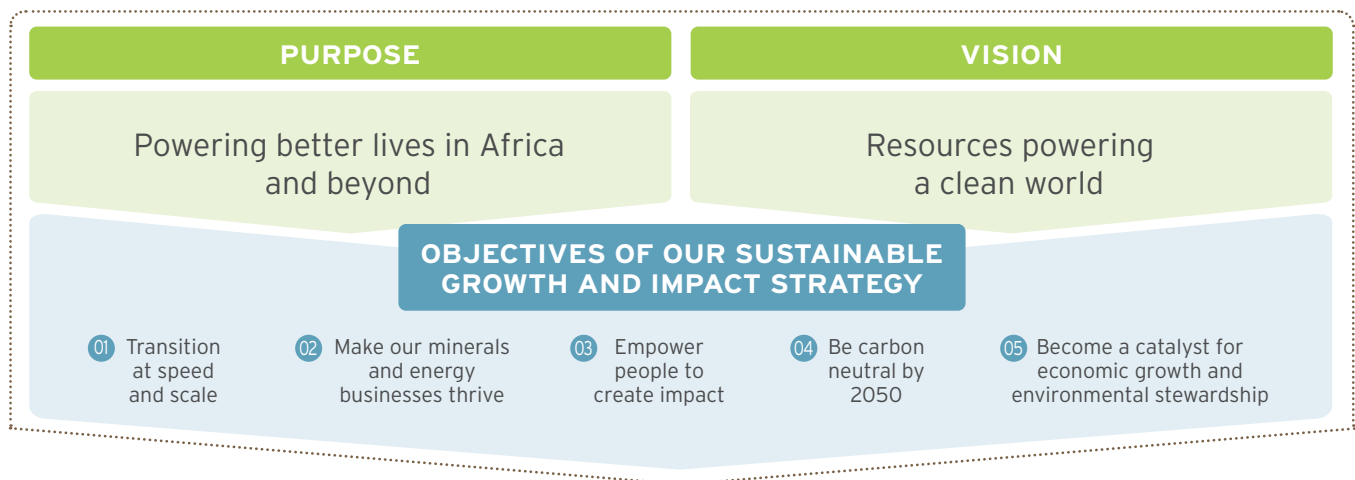 PURPOSE
Powering better lives in Africa
and beyond
VISION
Resources powering
a clean world
OBJECTIVES OF OUR SUSTAINABLE
GROWTH AND IMPACT STRATEGY
01 Transition
at speed
and scale
02 Make our minerals
and energy
businesses thrive
03 Empower
people to
create impact
04 Be carbon
neutral by
2050
05 Become a catalyst for
economic growth and
environmental stewardship